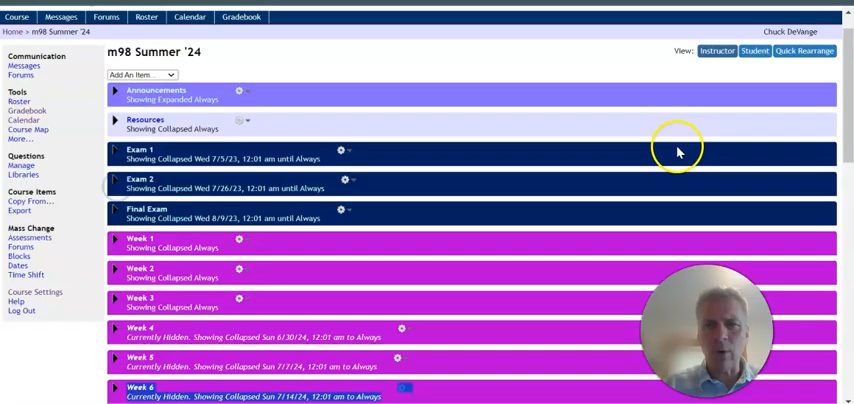 Course Messages Forums Roster Calendar Gradebook
Home > m98 Summer '24 Chuck DeVange
Communication
Messages
Forums
Tools
Roster
Gradebook
Calendar
Course Map
More...
Questions
Manage
Libraries
Course Items
Copy From...
Export
Mass Change
Assessments
Forums
Blocks
Dates
Time Shift
Course Settings
Help
Log Out
m98 Summer '24 View: Instructor Student Quick Rearrange
Add An Item...
Announcements
Showing Expanded Always
Resources
Showing Collapsed Always
Exam 1
Showing Collapsed Wed 7/5/23, 12:01 am until Always
Exam 2
Showing Collapsed Wed 7/26/23, 12:01 am until Always
Final Exam
Showing Collapsed Wed 8/9/23, 12:01 am until Always
Week 1
Showing Collapsed Always
Week 2
Showing Collapsed Always
Week 3
Showing Collapsed Always
Week 4
Currently Hidden. Showing Collapsed Sun 6/30/24, 12:01 am to Always
Week 5
Currently Hidden. Showing Collapsed Sun 7/7/24, 12:01 am to Always
Week 6
Currently Hidden. Showing Collapsed Sun 7/14/24, 12:01 am to Always